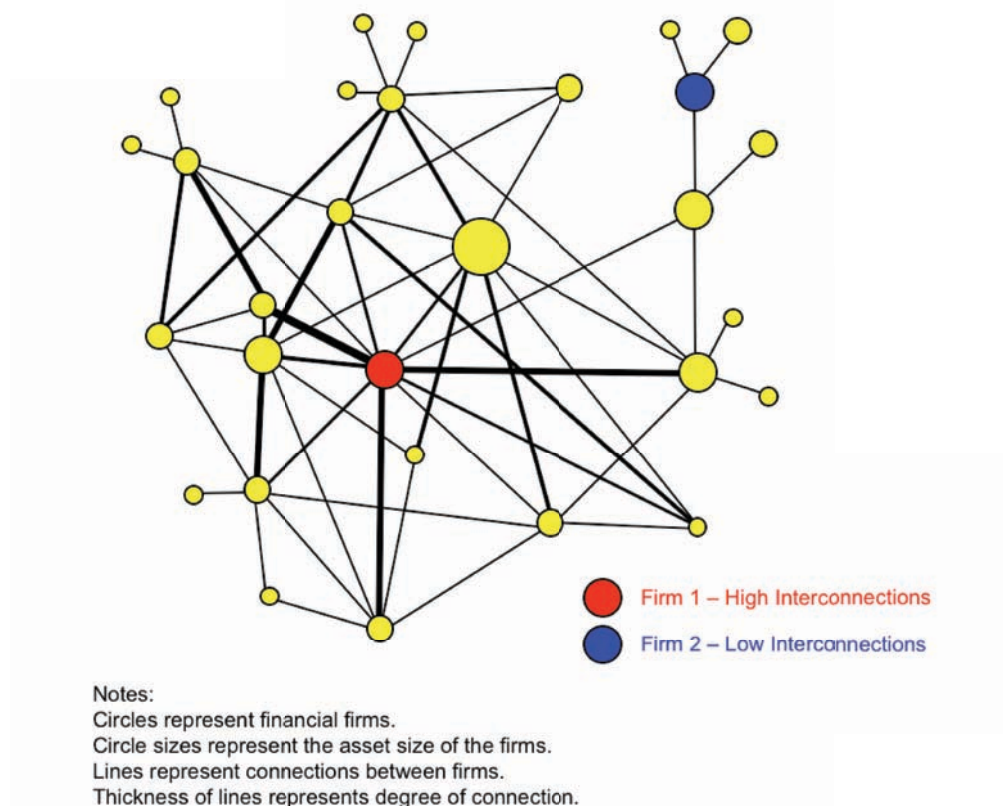 Firm 1 – High Interconnections
Firm 2 – Low Interconnections
Notes:
Circles represent financial firms.
Circle sizes represent the asset size of the firms.
Lines represent connections between firms.
Thickness of lines represents degree of connection.